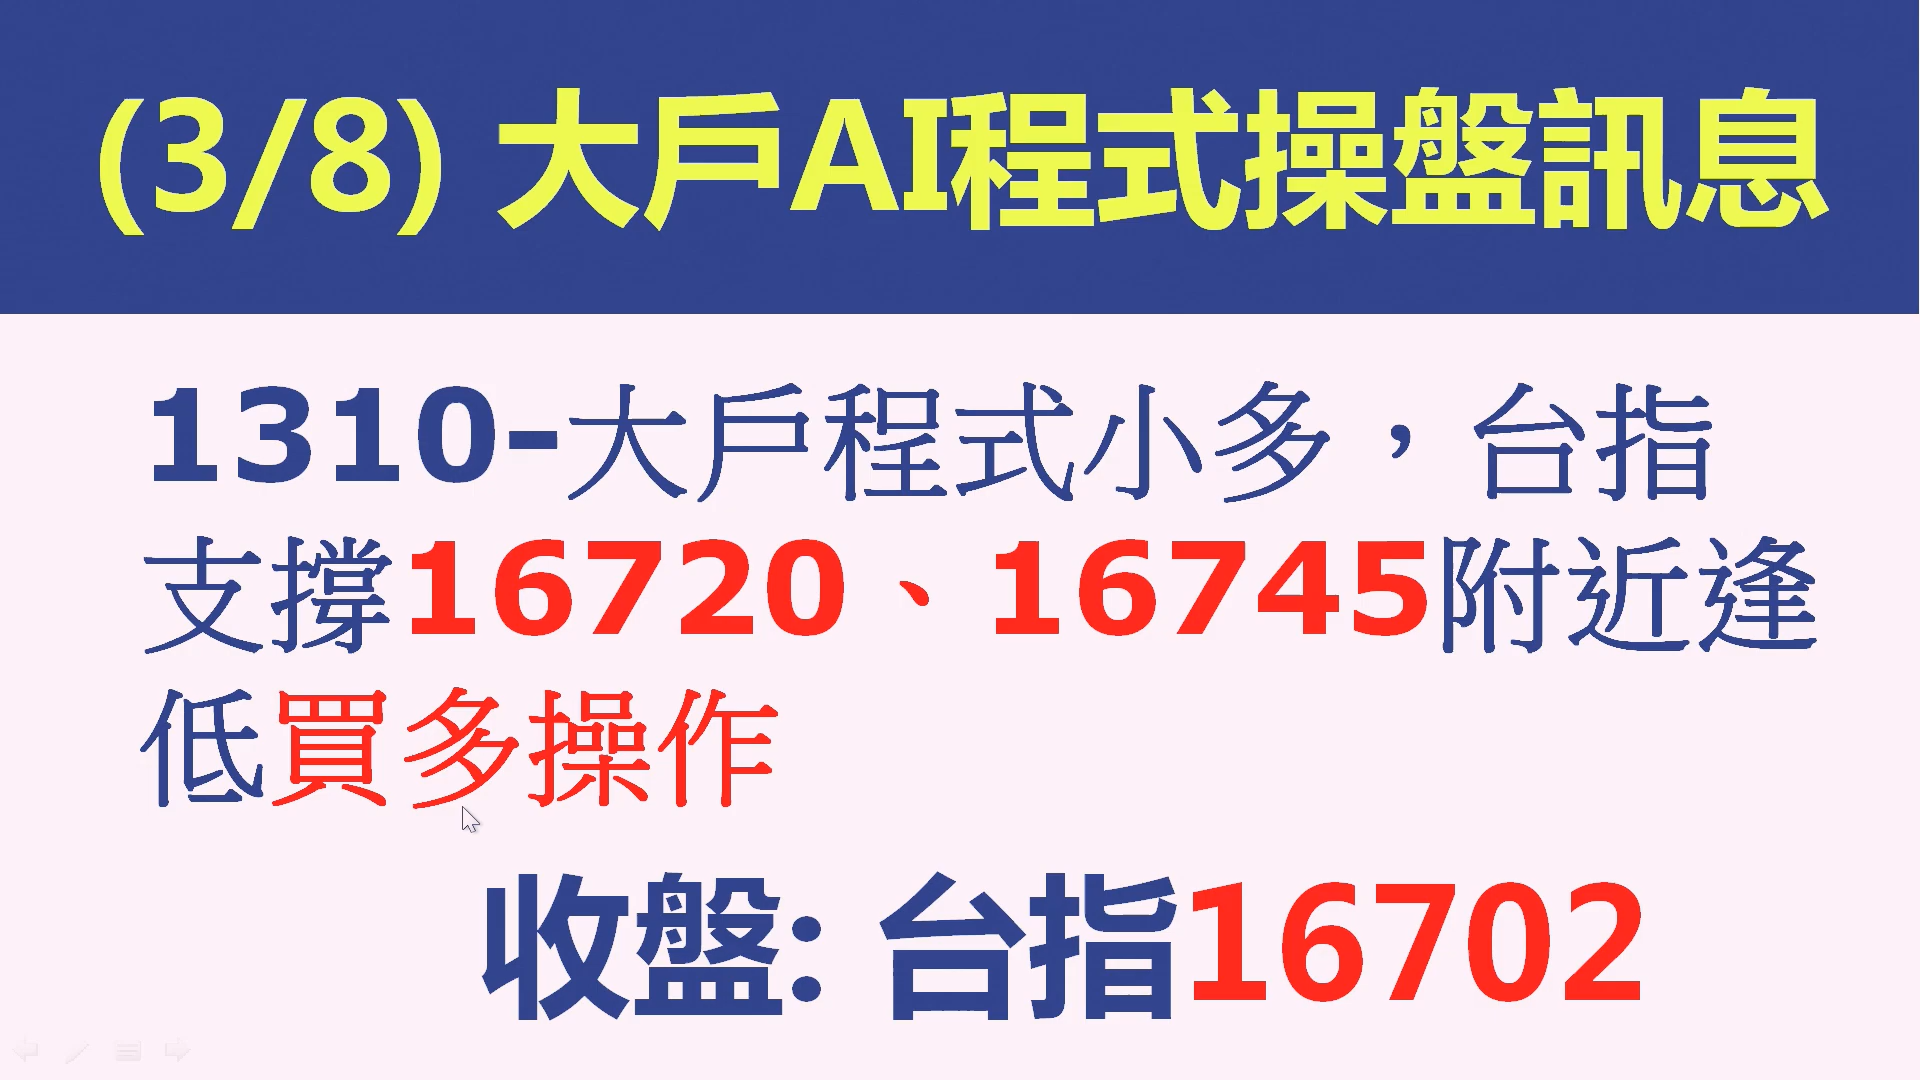 (3/8) 大戶AI程式操盤訊息
1310-大戶程式小多，台指
支撐16720、16745附近逢
低買多操作
收盤: 台指16702